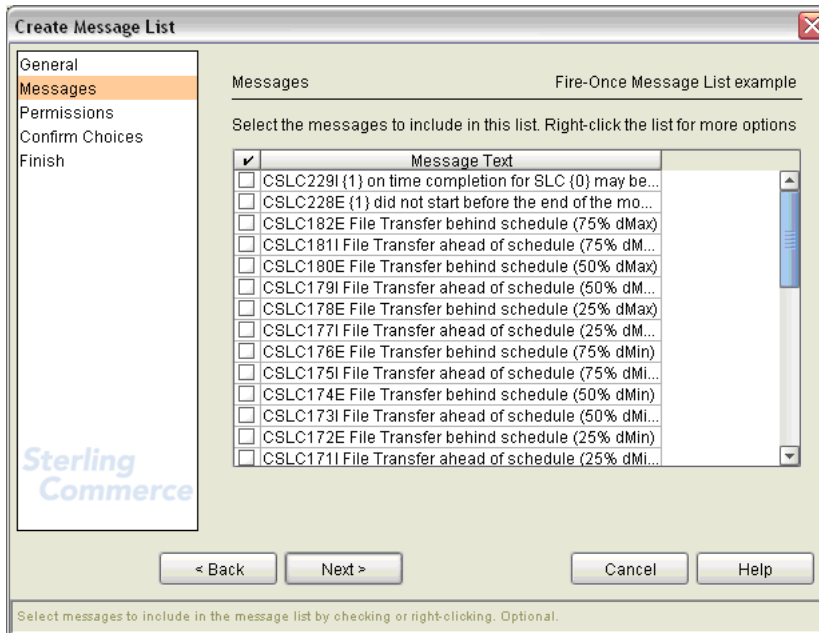 Create Message List
General
Messages
Permissions
Confirm Choices
Finish
Sterling
Commerce
Messages Fire-Once Message List example
Select the messages to include in this list. Right-click the list for more options
✔ Message Text
CSLC229I {1} on time completion for SLC {0} may be...
CSLC228E {1} did not start before the end of the mo...
CSLC182E File Transfer behind schedule (75% dMax)
CSLC181I File Transfer ahead of schedule (75% dM...
CSLC180E File Transfer behind schedule (50% dMax)
CSLC179I File Transfer ahead of schedule (50% dM...
CSLC178E File Transfer behind schedule (25% dMax)
CSLC177I File Transfer ahead of schedule (25% dM...
CSLC176E File Transfer behind schedule (75% dMin)
CSLC175I File Transfer ahead of schedule (75% dMi...
CSLC174E File Transfer behind schedule (50% dMin)
CSLC173I File Transfer ahead of schedule (50% dMi...
CSLC172E File Transfer behind schedule (25% dMin)
CSLC171I File Transfer ahead of schedule (25% dMi...
< Back Next > Cancel Help
Select messages to include in the message list by checking or right-clicking. Optional.